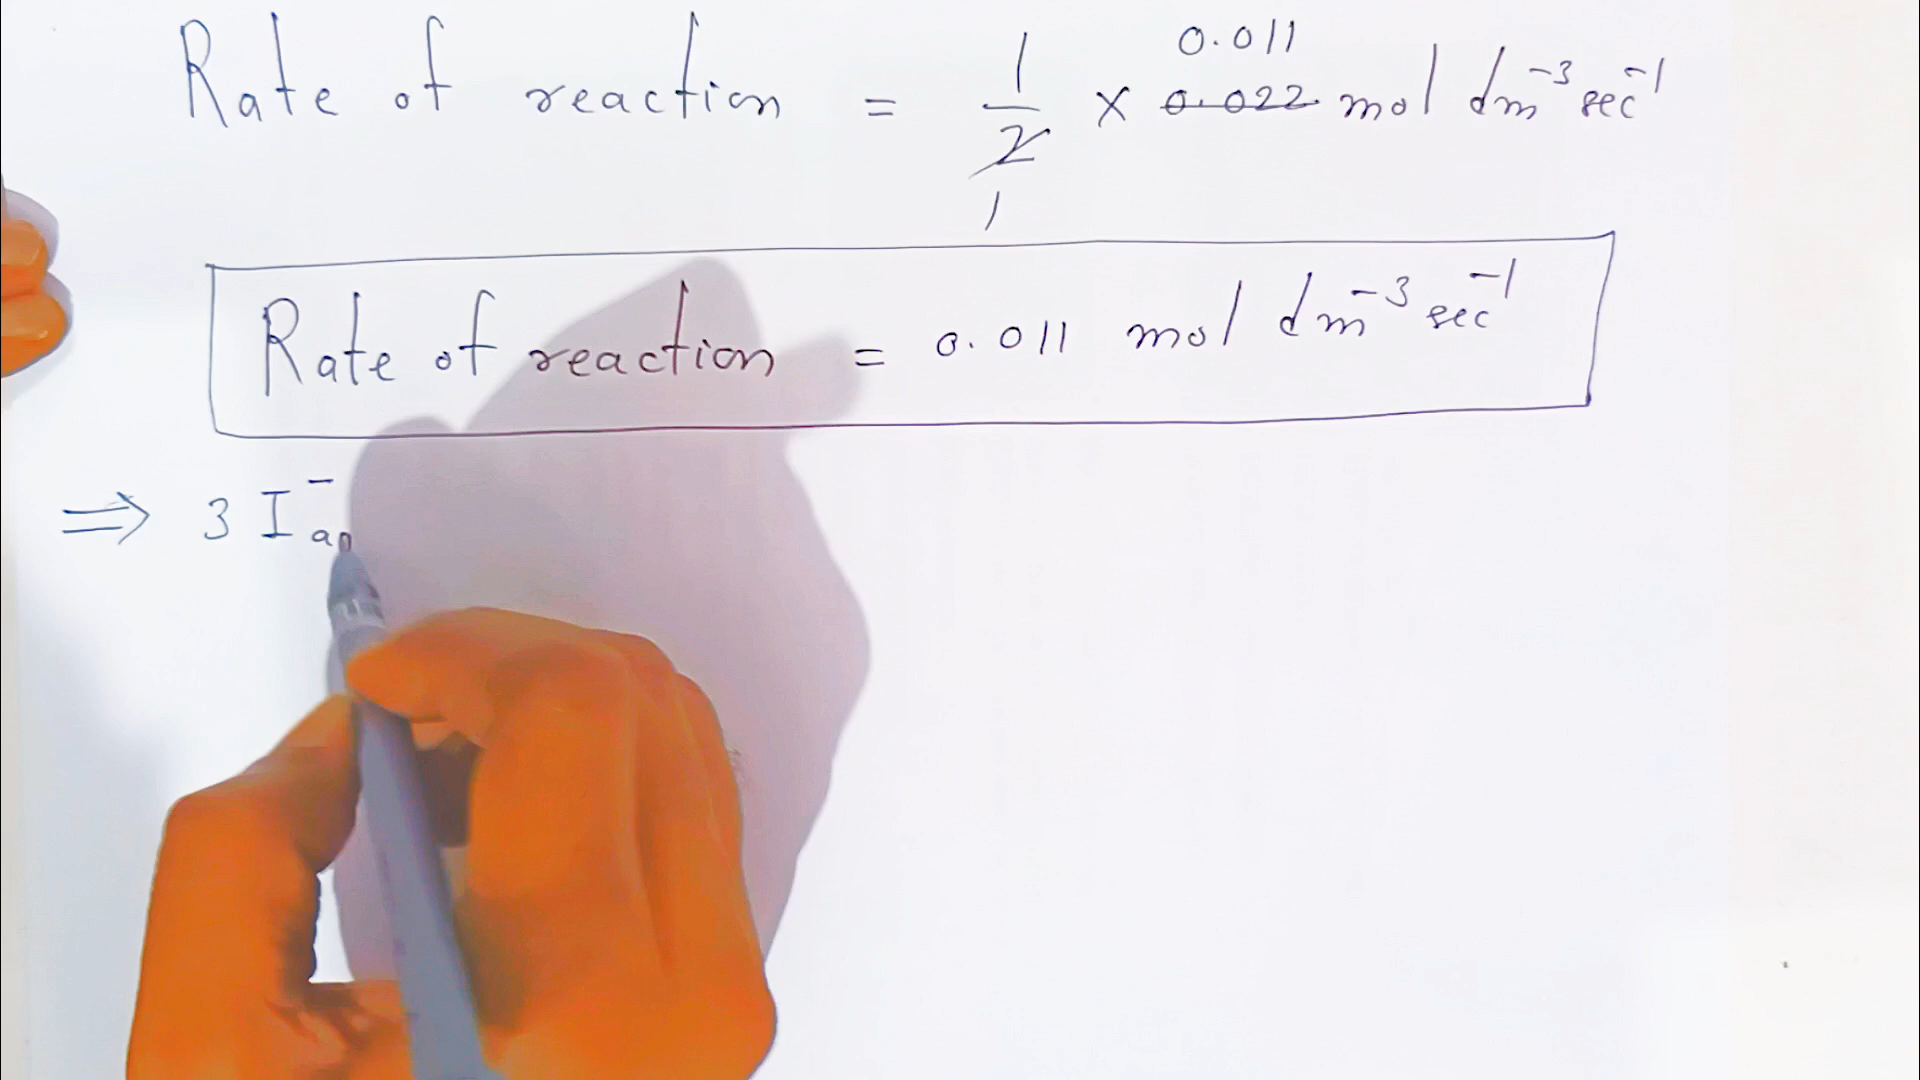 0.011
Rate of reaction = 1/2 × 0.022 mol dm⁻³ sec⁻¹
1
Rate of reaction = 0.011 mol dm⁻³ sec⁻¹
⇒ 3 I⁻